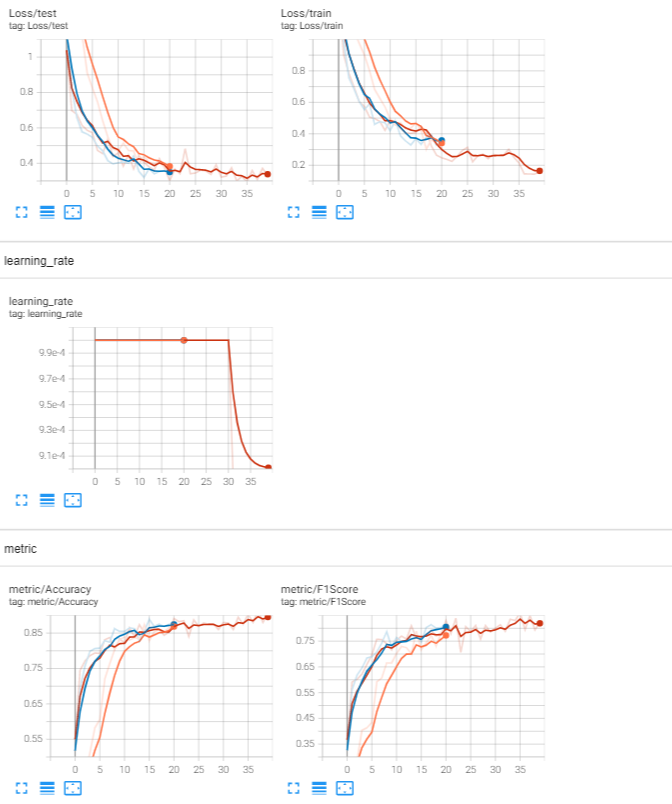 Loss/test
tag: Loss/test
1
0.8
0.6
0.4
0 5 10 15 20 25 30 35
Loss/train
tag: Loss/train
0.8
0.6
0.4
0.2
0 5 10 15 20 25 30 35
learning_rate
learning_rate
tag: learning_rate
9.9e-4
9.7e-4
9.5e-4
9.3e-4
9.1e-4
0 5 10 15 20 25 30 35
metric
metric/Accuracy
tag: metric/Accuracy
0.85
0.75
0.65
0.55
0 5 10 15 20 25 30 35
metric/F1Score
tag: metric/F1Score
0.75
0.65
0.55
0.45
0.35
0 5 10 15 20 25 30 35